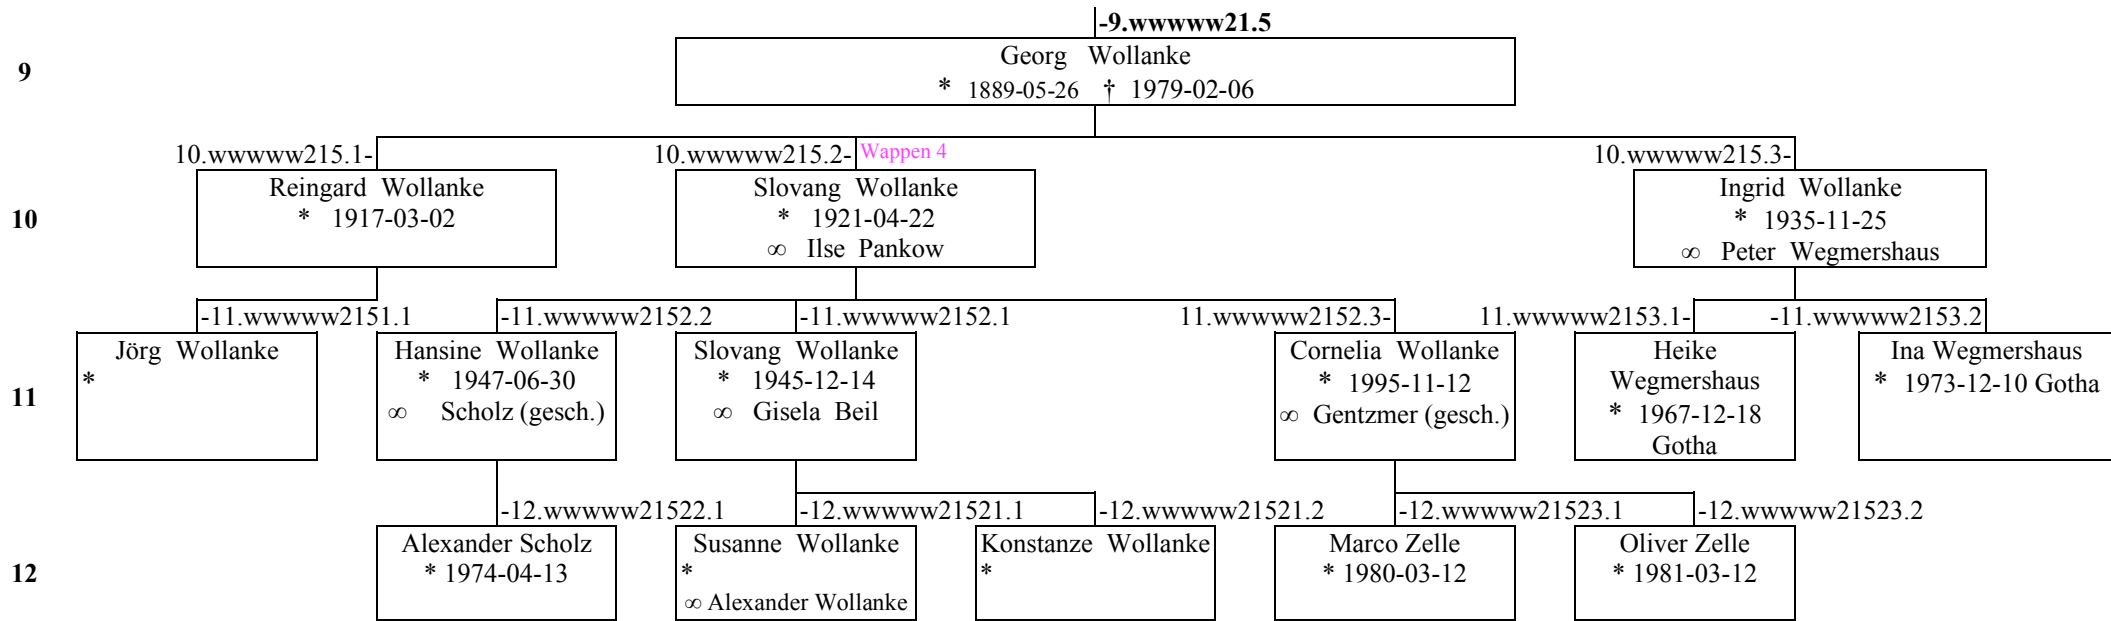 -9.wwwww21.5
9
Georg Wollanke
* 1889-05-26 † 1979-02-06
10.wwwww215.1-
10.wwwww215.2- Wappen 4
10.wwwww215.3-
10
Reingard Wollanke
* 1917-03-02
Slovang Wollanke
* 1921-04-22
∞ Ilse Pankow
Ingrid Wollanke
* 1935-11-25
∞ Peter Wegmershaus
-11.wwwww2151.1
-11.wwwww2152.2
-11.wwwww2152.1
11.wwwww2152.3-
11.wwwww2153.1-
-11.wwwww2153.2
11
Jörg Wollanke
*
Hansine Wollanke
* 1947-06-30
∞ Scholz (gesch.)
Slovang Wollanke
* 1945-12-14
∞ Gisela Beil
Cornelia Wollanke
* 1995-11-12
∞ Gentzmer (gesch.)
Heike
Wegmershaus
* 1967-12-18
Gotha
Ina Wegmershaus
* 1973-12-10 Gotha
-12.wwwww21522.1
-12.wwwww21521.1
-12.wwwww21521.2
-12.wwwww21523.1
-12.wwwww21523.2
12
Alexander Scholz
* 1974-04-13
Susanne Wollanke
*
∞ Alexander Wollanke
Konstanze Wollanke
*
Marco Zelle
* 1980-03-12
Oliver Zelle
* 1981-03-12